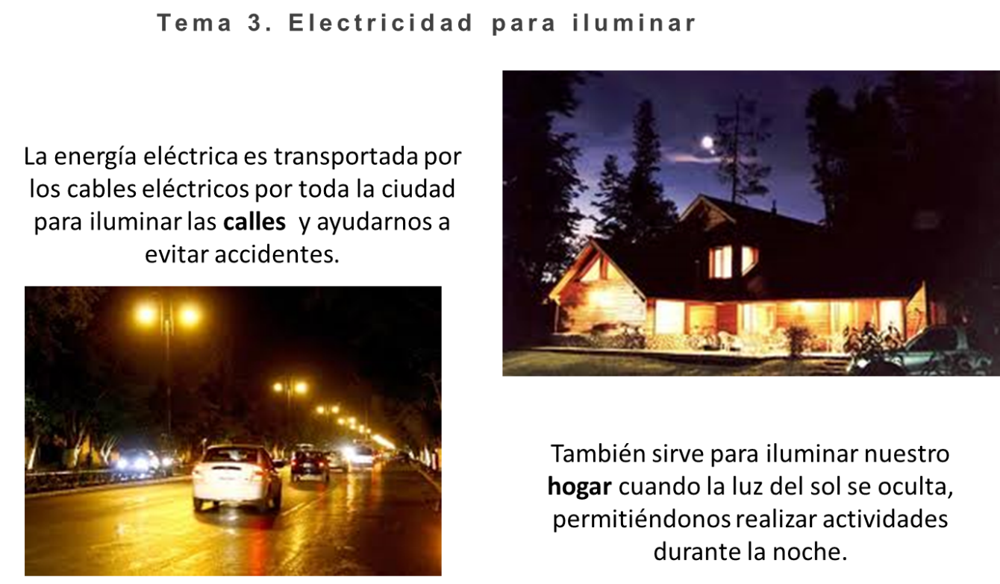 Tema 3. Electricidad para iluminar
La energía eléctrica es transportada por
los cables eléctricos por toda la ciudad
para iluminar las calles y ayudarnos a
evitar accidentes.
También sirve para iluminar nuestro
hogar cuando la luz del sol se oculta,
permitiéndonos realizar actividades
durante la noche.